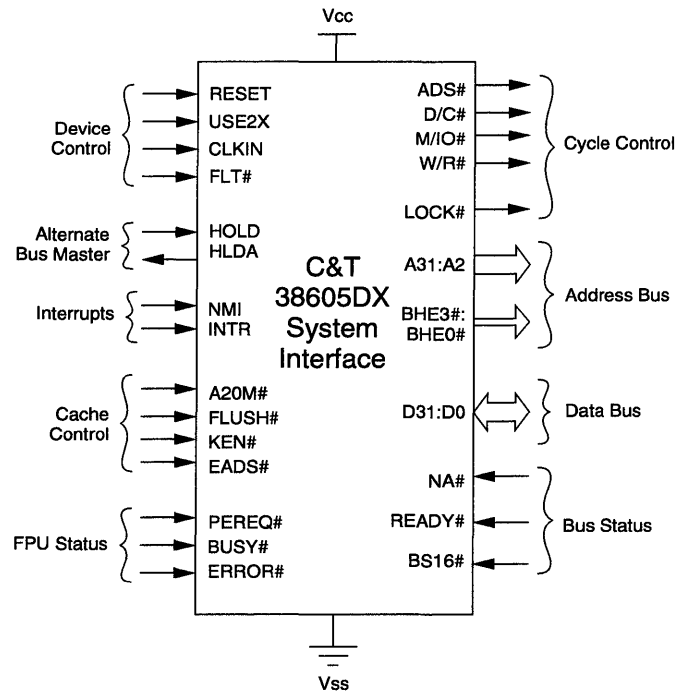 Vcc
Device
Control
RESET
USE2X
CLKIN
FLT#
Alternate
Bus Master
HOLD
HLDA
Interrupts
NMI
INTR
Cache
Control
A20M#
FLUSH#
KEN#
EADS#
FPU Status
PEREQ#
BUSY#
ERROR#
C&T
38605DX
System
Interface
ADS#
D/C#
M/IO#
W/R#
LOCK#
Cycle Control
A31:A2
BHE3#:
BHE0#
Address Bus
D31:D0
Data Bus
NA#
READY#
BS16#
Bus Status
Vss